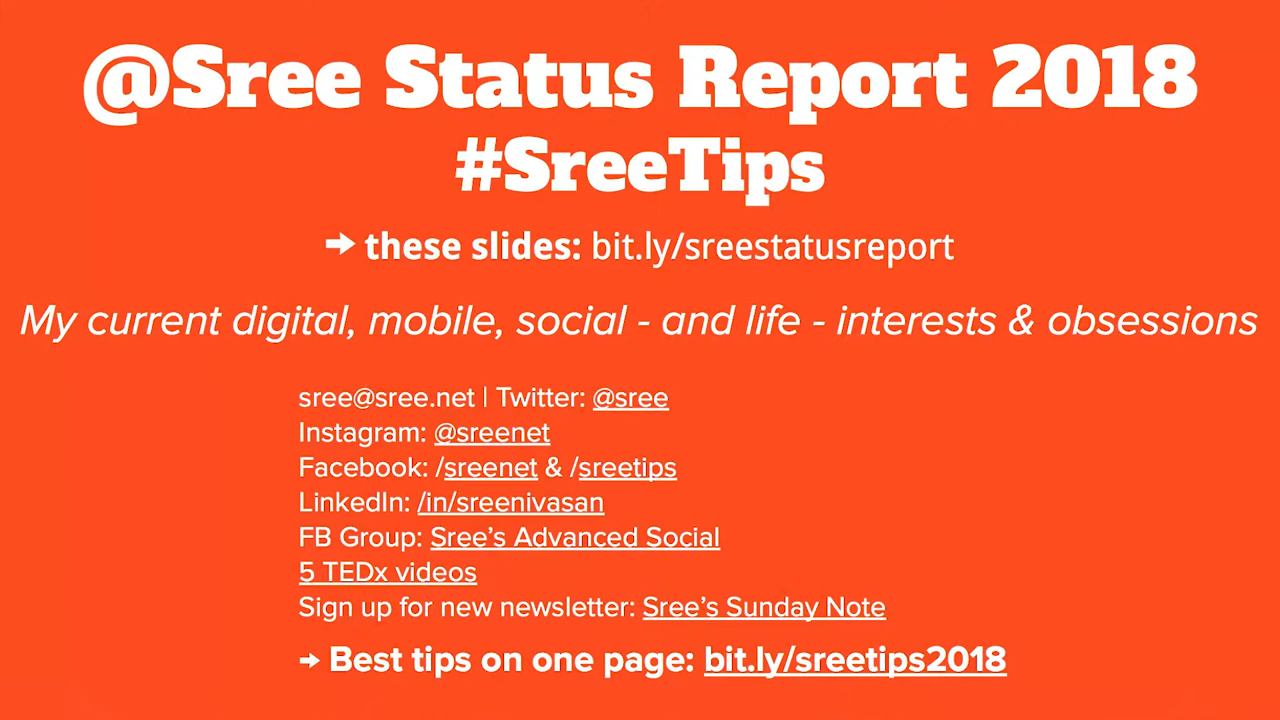 @Sree Status Report 2018
#SreeTips
➜ these slides: bit.ly/sreestatusreport
My current digital, mobile, social - and life - interests & obsessions
sree@sree.net | Twitter: @sree
Instagram: @sreenet
Facebook: /sreenet & /sreetips
LinkedIn: /in/sreenivasan
FB Group: Sree’s Advanced Social
5 TEDx videos
Sign up for new newsletter: Sree’s Sunday Note
➜ Best tips on one page: bit.ly/sreetips2018